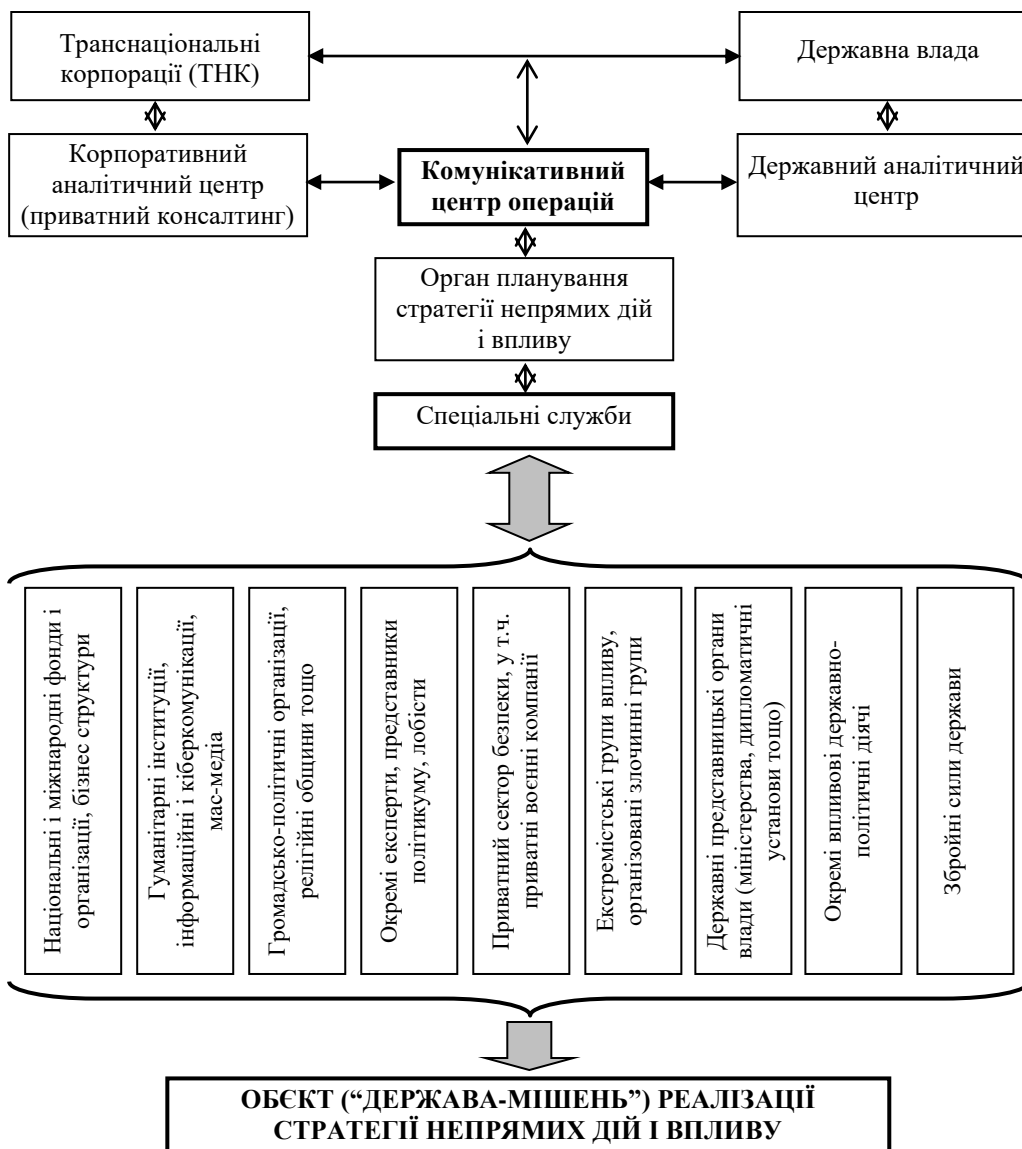 Транснаціональні
корпорації (ТНК)
Державна влада
Корпоративний
аналітичний центр
(приватний консалтинг)
Комунікативний
центр операцій
Державний аналітичний
центр
Орган планування
стратегії непрямих дій
і впливу
Спеціальні служби
Національні і міжнародні фонди і
організації, бізнес структури
Гуманітарні інституції,
інформаційні і кіберкомунікації,
мас-медіа
Громадсько-політичні організації,
релігійні общини тощо
Окремі експерти, представники
політикуму, лобісти
Приватний сектор безпеки, у т.ч.
приватні воєнні компанії
Екстремістські групи впливу,
організовані злочинні групи
Державні представницькі органи
влади (міністерства, дипломатичні
установи тощо)
Окремі впливові державно-
політичні діячі
Збройні сили держави
ОБЄКТ (“ДЕРЖАВА-МІШЕНЬ”) РЕАЛІЗАЦІЇ
СТРАТЕГІЇ НЕПРЯМИХ ДІЙ І ВПЛИВУ